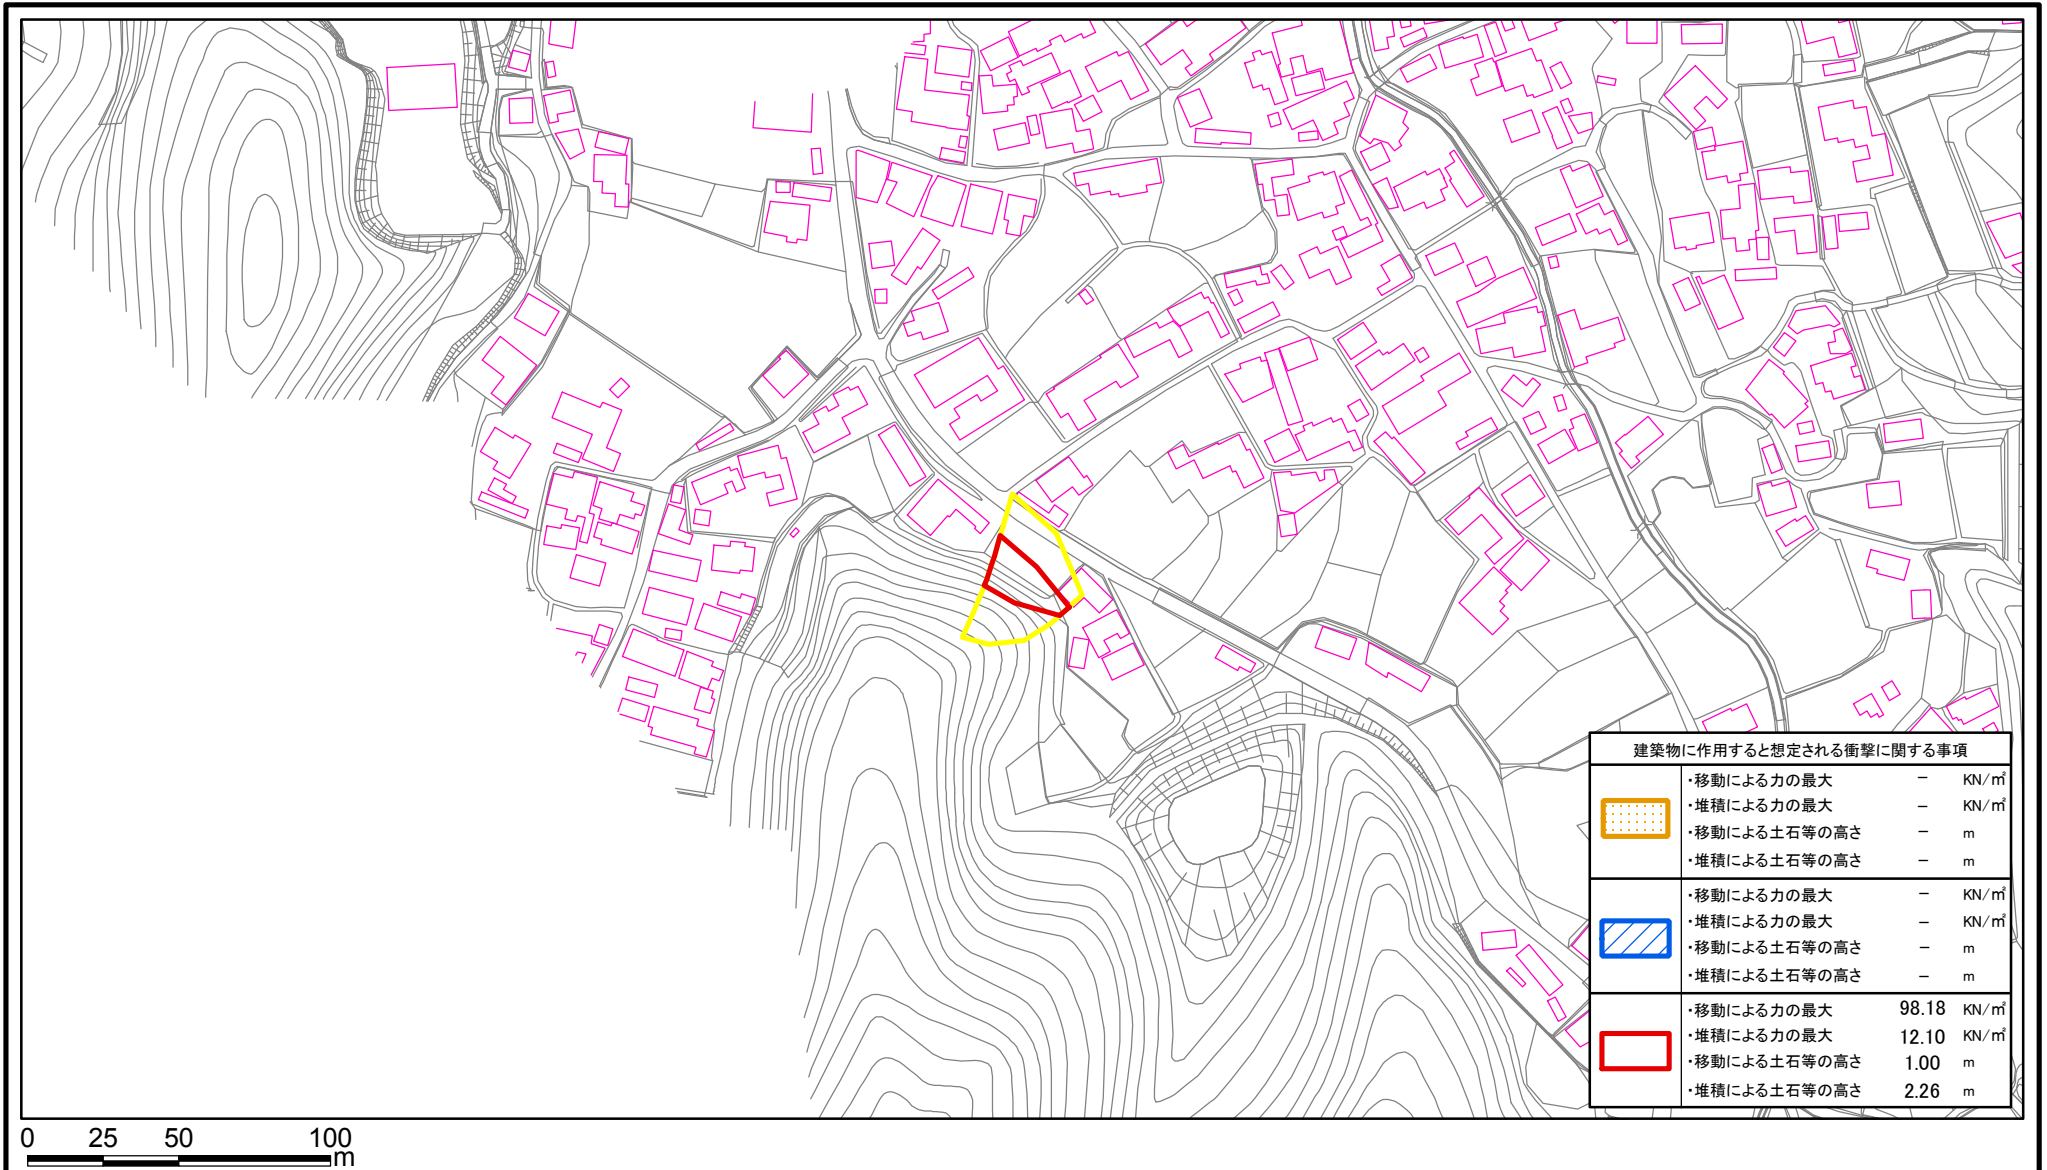 建築物に作用すると想定される衝撃に関する事項
・移動による力の最大 － KN/㎡
・堆積による力の最大 － KN/㎡
・移動による土石等の高さ － m
・堆積による土石等の高さ － m
・移動による力の最大 － KN/㎡
・堆積による力の最大 － KN/㎡
・移動による土石等の高さ － m
・堆積による土石等の高さ － m
・移動による力の最大 98.18 KN/㎡
・堆積による力の最大 12.10 KN/㎡
・移動による土石等の高さ 1.00 m
・堆積による土石等の高さ 2.26 m
0 25 50 100
m